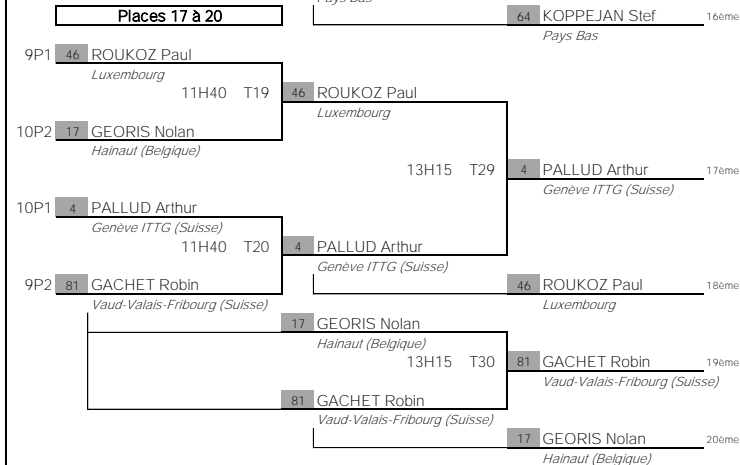 Pays Bas
Places 17 à 20
64 KOPPEJAN Stef 16ème
Pays Bas
9P1 46 ROUKOZ Paul
Luxembourg
11H40 T19 46 ROUKOZ Paul
Luxembourg
10P2 17 GEORIS Nolan
Hainaut (Belgique)
13H15 T29 4 PALLUD Arthur 17ème
Genève ITTG (Suisse)
10P1 4 PALLUD Arthur
Genève ITTG (Suisse)
11H40 T20 4 PALLUD Arthur
Genève ITTG (Suisse)
9P2 81 GACHET Robin
Vaud-Valais-Fribourg (Suisse)
46 ROUKOZ Paul 18ème
Luxembourg
17 GEORIS Nolan
Hainaut (Belgique)
13H15 T30 81 GACHET Robin 19ème
Vaud-Valais-Fribourg (Suisse)
81 GACHET Robin
Vaud-Valais-Fribourg (Suisse)
17 GEORIS Nolan 20ème
Hainaut (Belgique)